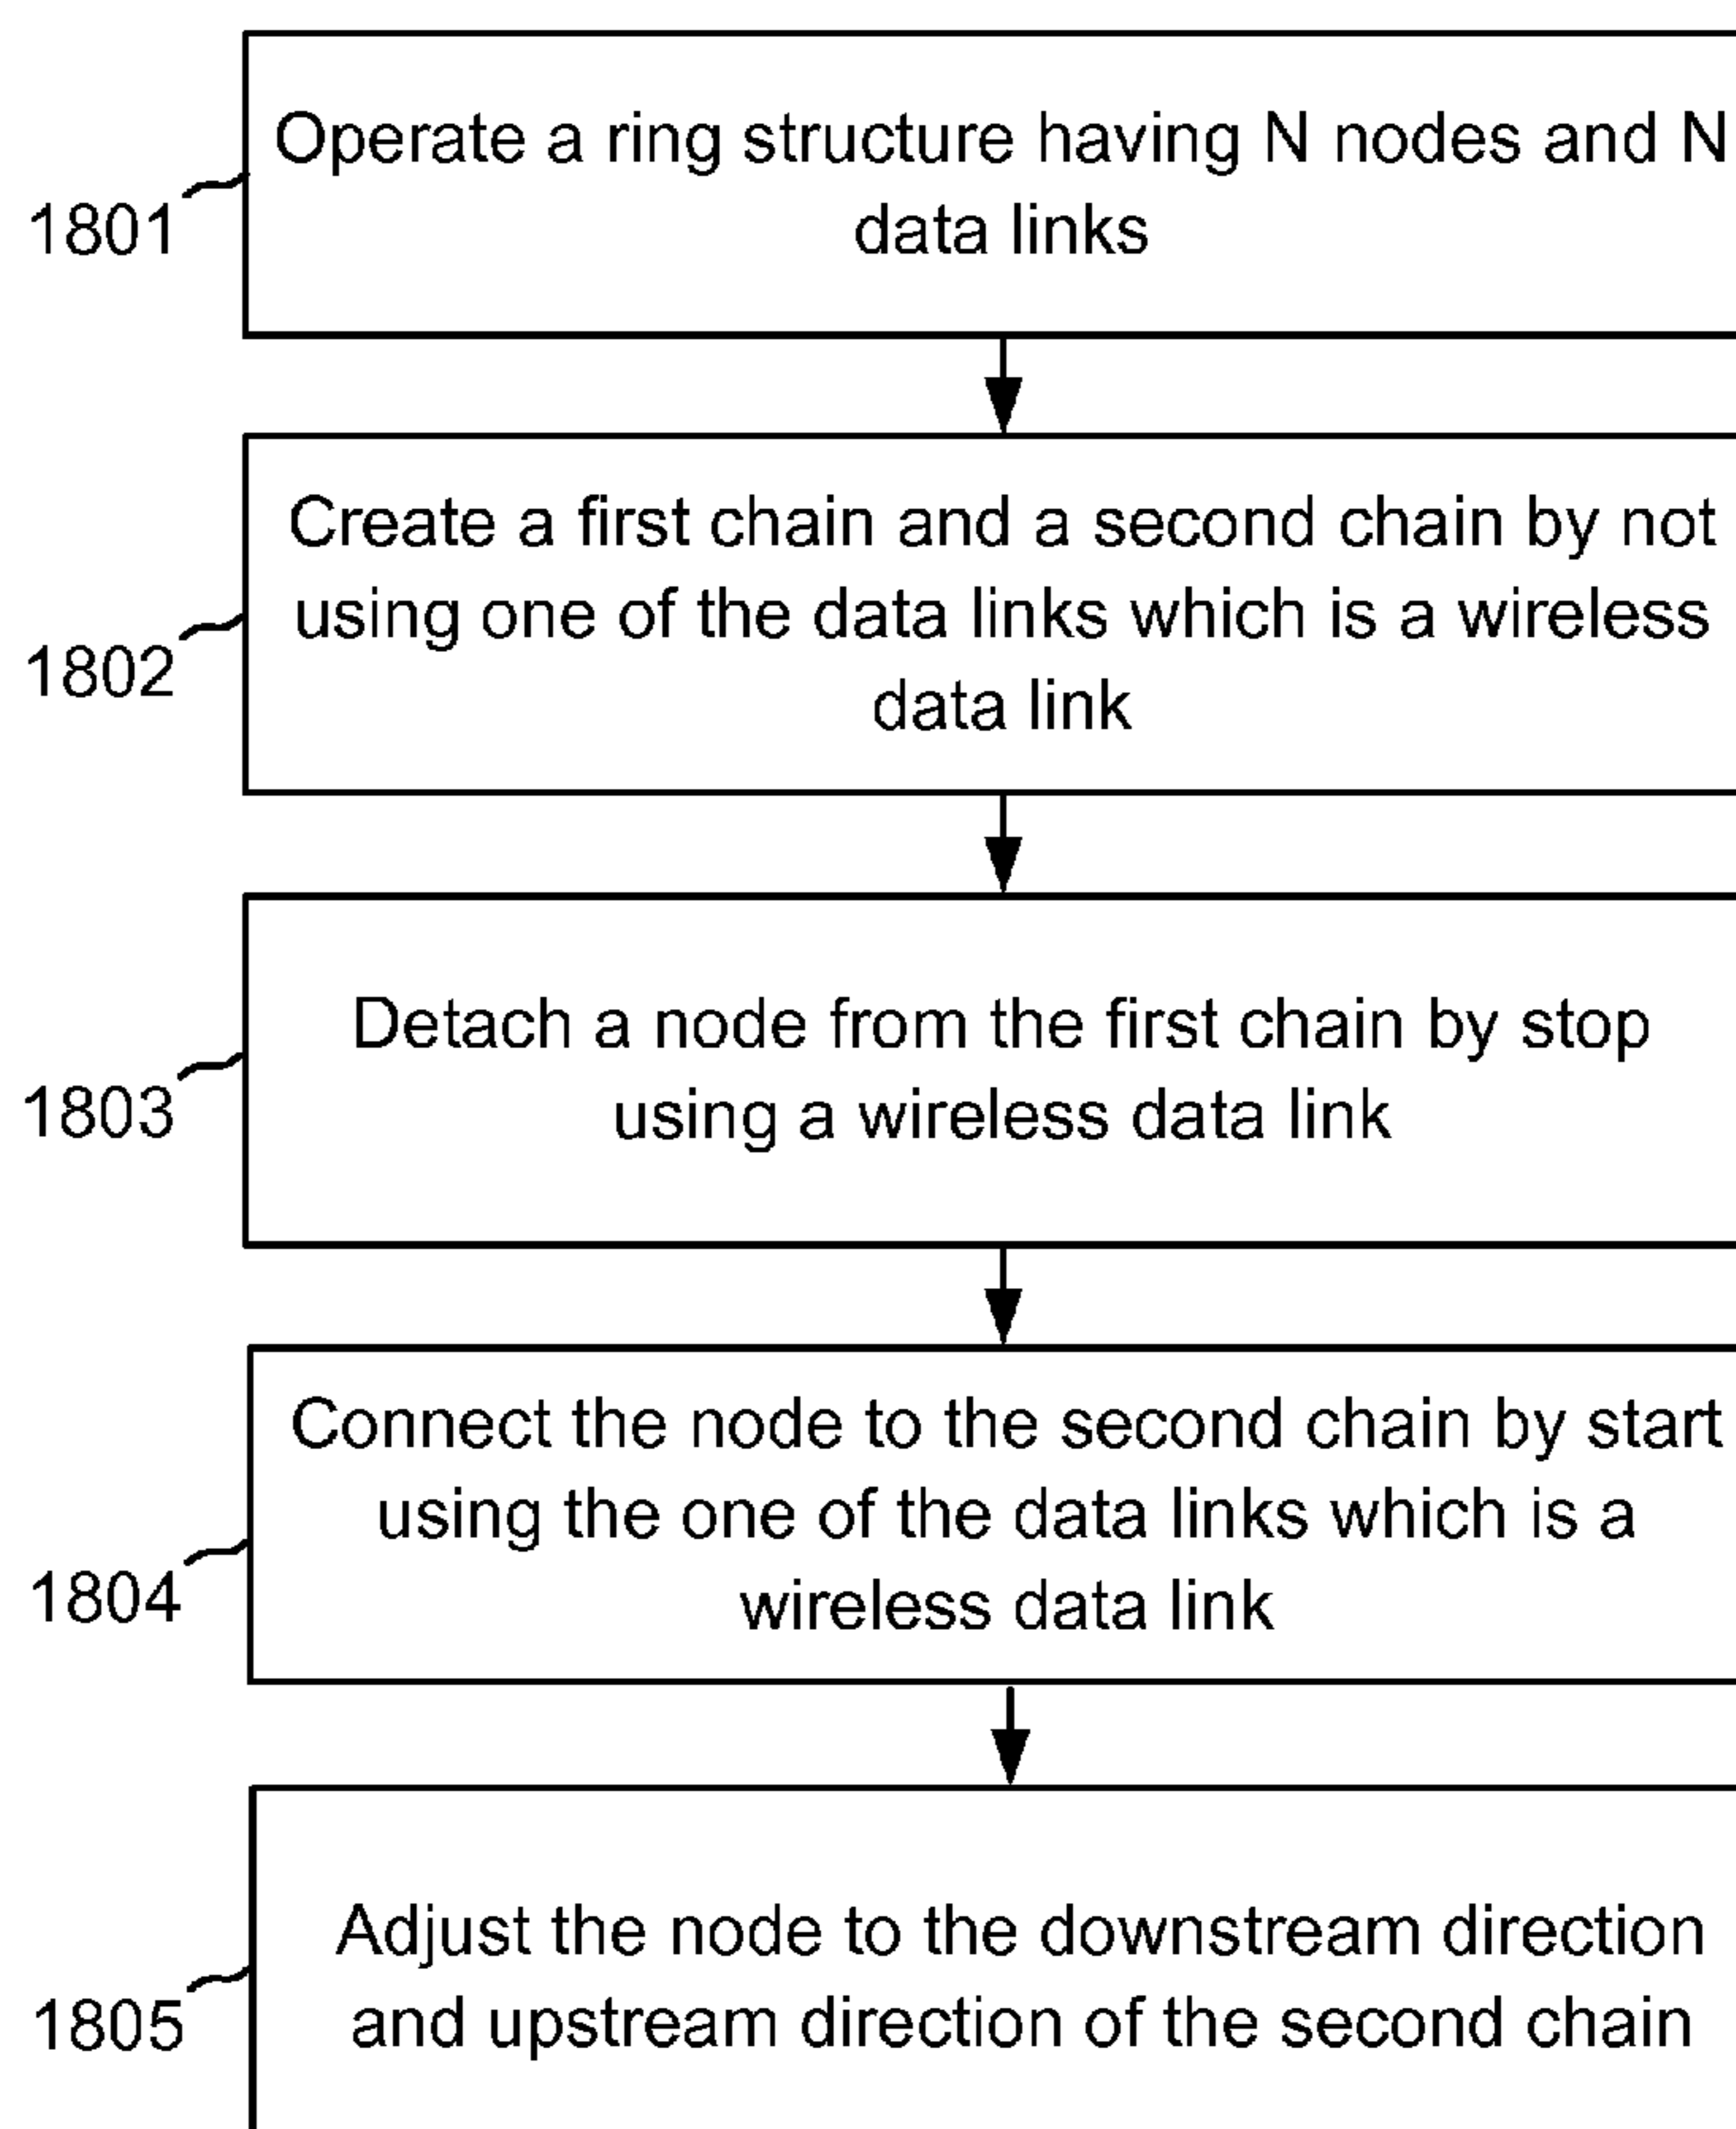 Operate a ring structure having N nodes and N
data links
1801
Create a first chain and a second chain by not
using one of the data links which is a wireless
data link
1802
Detach a node from the first chain by stop
using a wireless data link
1803
Connect the node to the second chain by start
using the one of the data links which is a
wireless data link
1804
Adjust the node to the downstream direction
and upstream direction of the second chain
1805